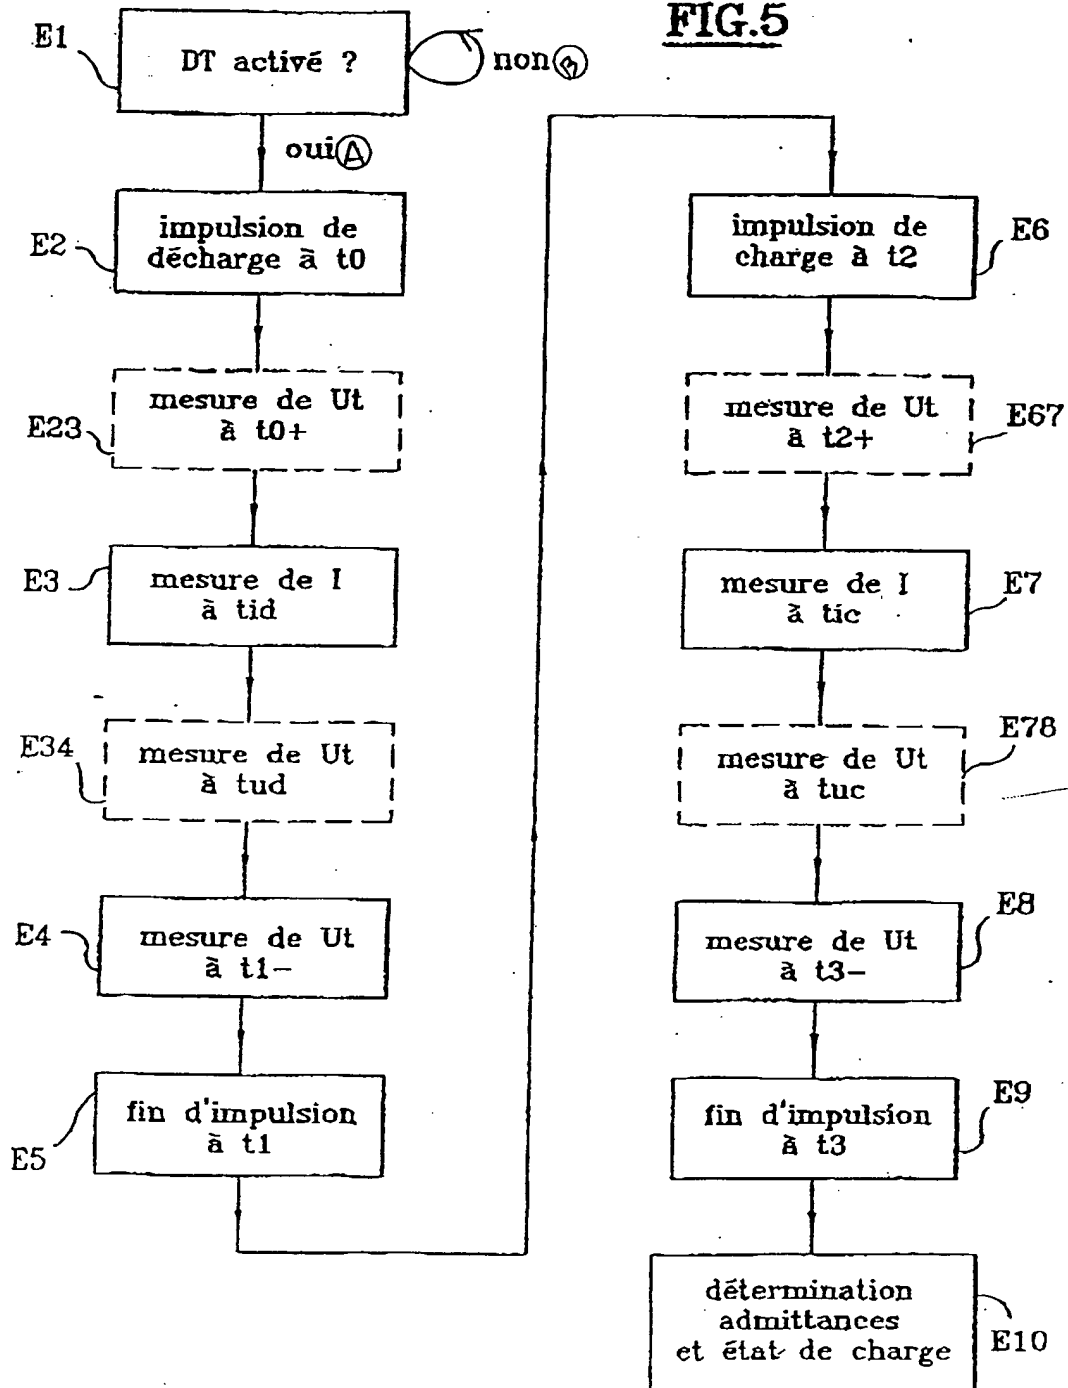 FIG.5
E1
DT activé ?
non B
oui A
E2
impulsion de
décharge à t0
E23
mesure de Ut
à t0+
E3
mesure de I
à tid
E34
mesure de Ut
à tud
E4
mesure de Ut
à t1-
E5
fin d'impulsion
à t1
E6
impulsion de
charge à t2
E67
mesure de Ut
à t2+
E7
mesure de I
à tic
E78
mesure de Ut
à tuc
E8
mesure de Ut
à t3-
E9
fin d'impulsion
à t3
E10
détermination
admittances
et état de charge